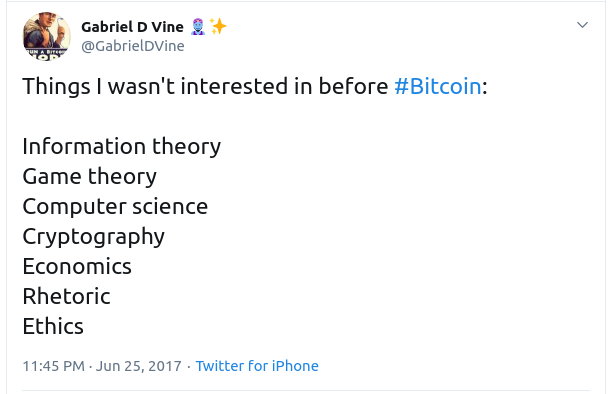 Gabriel D Vine
@GabrielDVine
Things I wasn't interested in before #Bitcoin:
Information theory
Game theory
Computer science
Cryptography
Economics
Rhetoric
Ethics
11:45 PM · Jun 25, 2017 · Twitter for iPhone